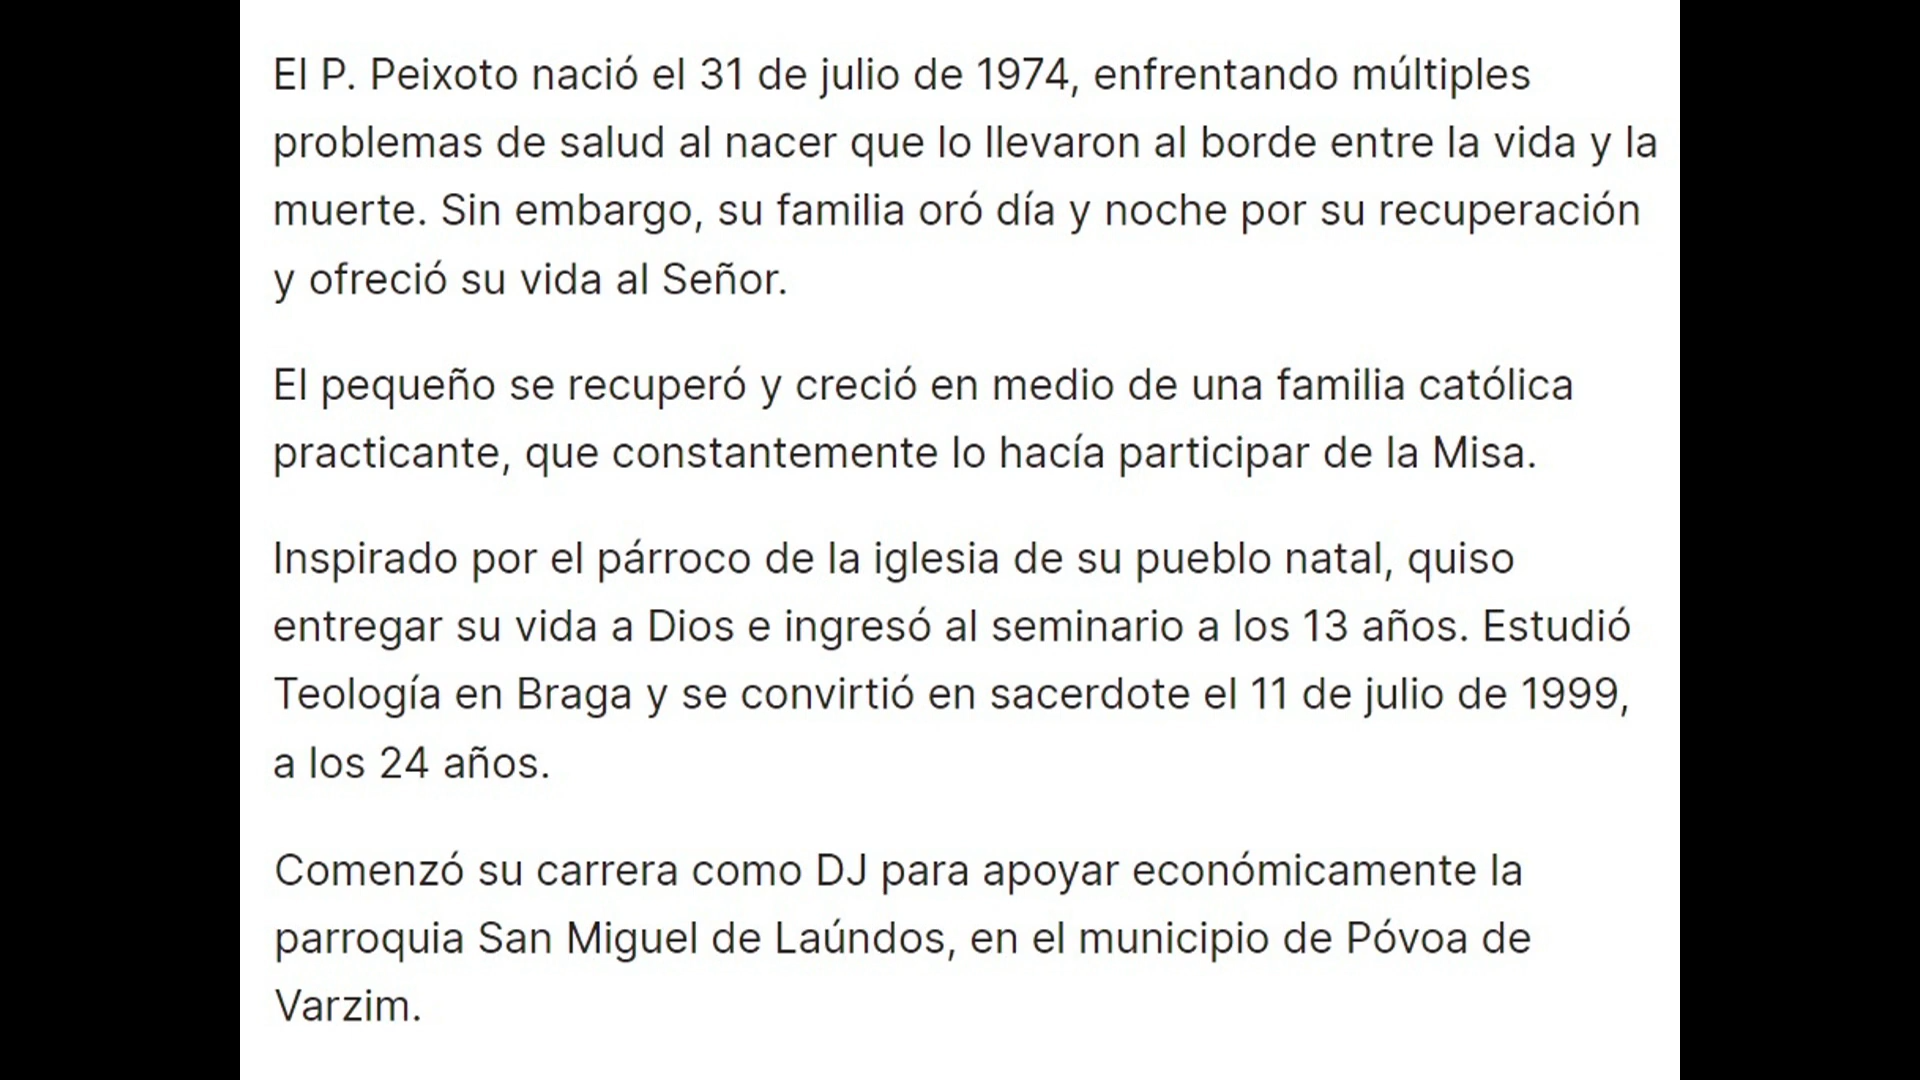 El P. Peixoto nació el 31 de julio de 1974, enfrentando múltiples
problemas de salud al nacer que lo llevaron al borde entre la vida y la
muerte. Sin embargo, su familia oró día y noche por su recuperación
y ofreció su vida al Señor.
El pequeño se recuperó y creció en medio de una familia católica
practicante, que constantemente lo hacía participar de la Misa.
Inspirado por el párroco de la iglesia de su pueblo natal, quiso
entregar su vida a Dios e ingresó al seminario a los 13 años. Estudió
Teología en Braga y se convirtió en sacerdote el 11 de julio de 1999,
a los 24 años.
Comenzó su carrera como DJ para apoyar económicamente la
parroquia San Miguel de Laúndos, en el municipio de Póvoa de
Varzim.